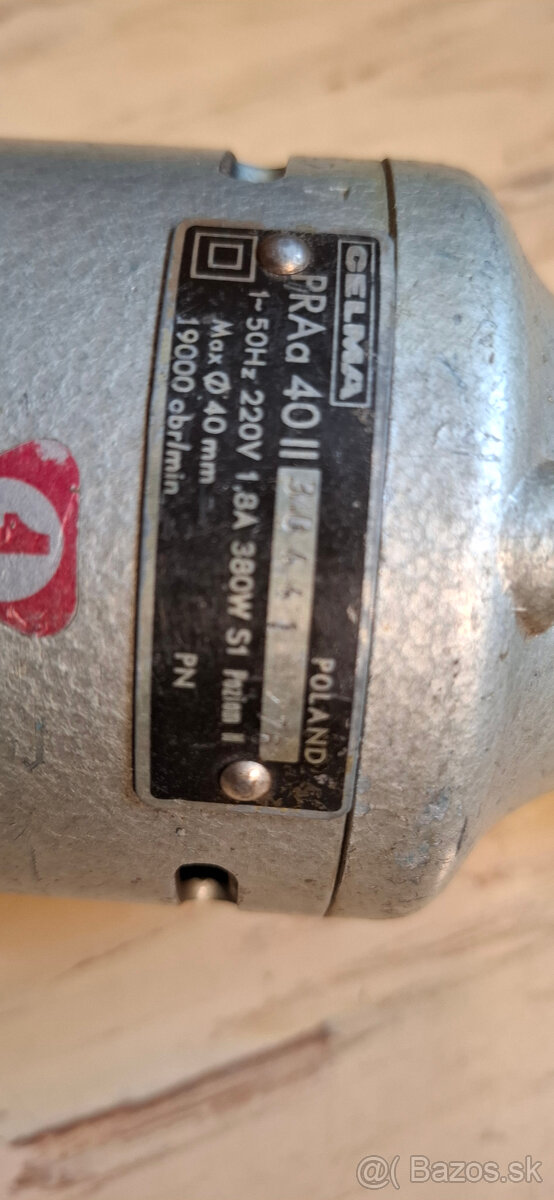 CELMA
PRAa 40 II
POLAND
1~50Hz 220V 1,8A 380W S1
Max Ø 40 mm
19000 obr/min
PN
1
@( Bazos.sk